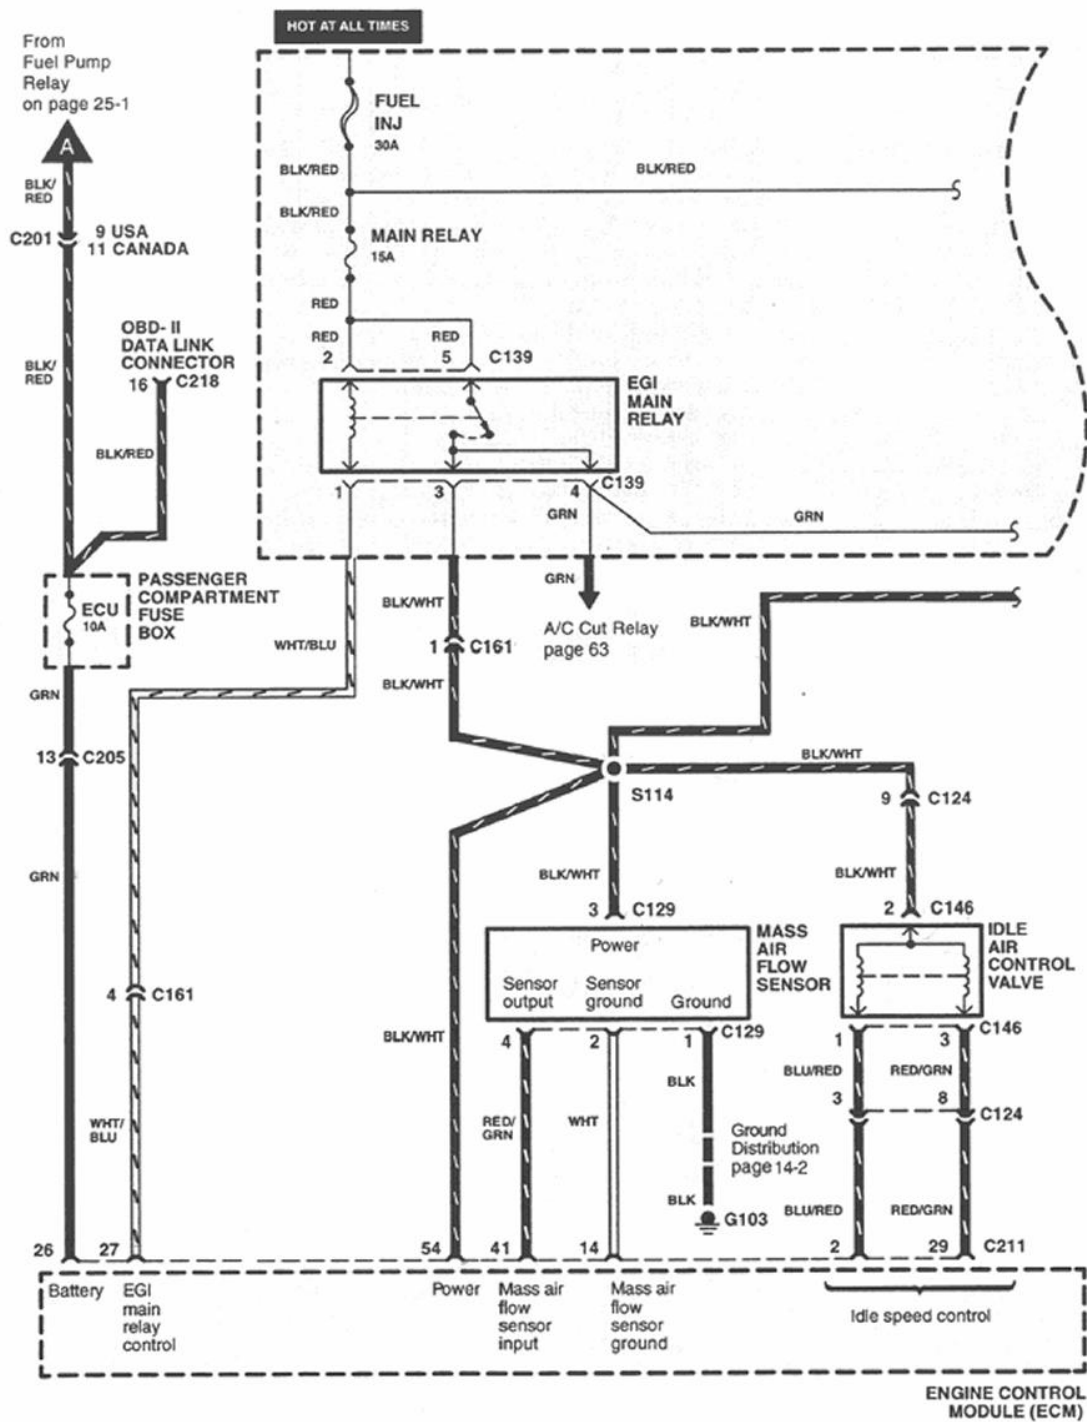 HOT AT ALL TIMES
From
Fuel Pump
Relay
on page 25-1
A
BLK/
RED
C201
9 USA
11 CANADA
OBD- II
DATA LINK
CONNECTOR
16
C218
BLK/
RED
BLK/RED
FUEL
INJ
30A
BLK/RED
BLK/RED
BLK/RED
MAIN RELAY
15A
RED
RED
RED
2
5
C139
EGI
MAIN
RELAY
1
3
4
C139
GRN
GRN
PASSENGER
COMPARTMENT
FUSE
BOX
ECU
10A
GRN
13
C205
GRN
WHT/BLU
BLK/WHT
1
C161
BLK/WHT
GRN
A/C Cut Relay
page 63
BLK/WHT
BLK/WHT
S114
9
C124
BLK/WHT
BLK/WHT
3
C129
2
C146
MASS
AIR
FLOW
SENSOR
Power
Sensor
output
Sensor
ground
Ground
IDLE
AIR
CONTROL
VALVE
4
C161
BLK/WHT
4
2
1
C129
1
3
C146
BLK
BLU/RED
RED/GRN
3
8
C124
WHT/
BLU
RED/
GRN
WHT
Ground
Distribution
page 14-2
BLK
G103
BLU/RED
RED/GRN
26
27
54
41
14
2
29
C211
Battery
EGI
main
relay
control
Power
Mass air
flow
sensor
input
Mass air
flow
sensor
ground
Idle speed control
ENGINE CONTROL
MODULE (ECM)